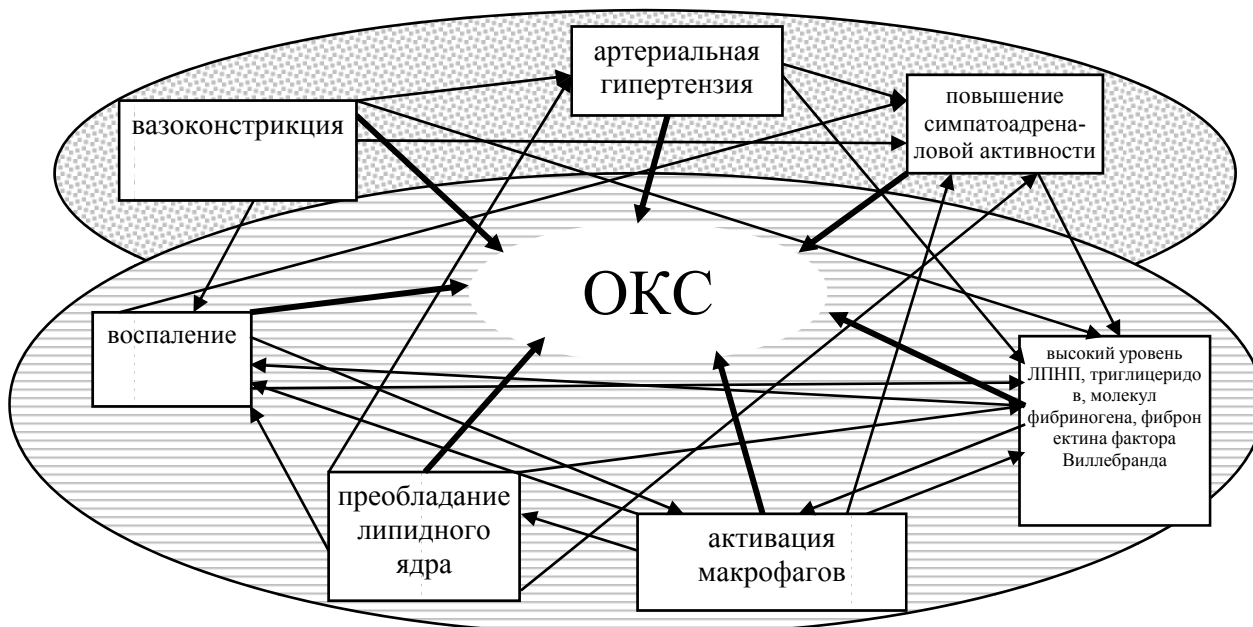 артериальная
гипертензия
вазоконстрикция
повышение
симпатоадрена-
ловой активности
ОКС
воспаление
высокий уровень
ЛПНП, триглицеридо
в, молекул
фибриногена, фиброн
ектина фактора
Виллебранда
преобладание
липидного
ядра
активация
макрофагов